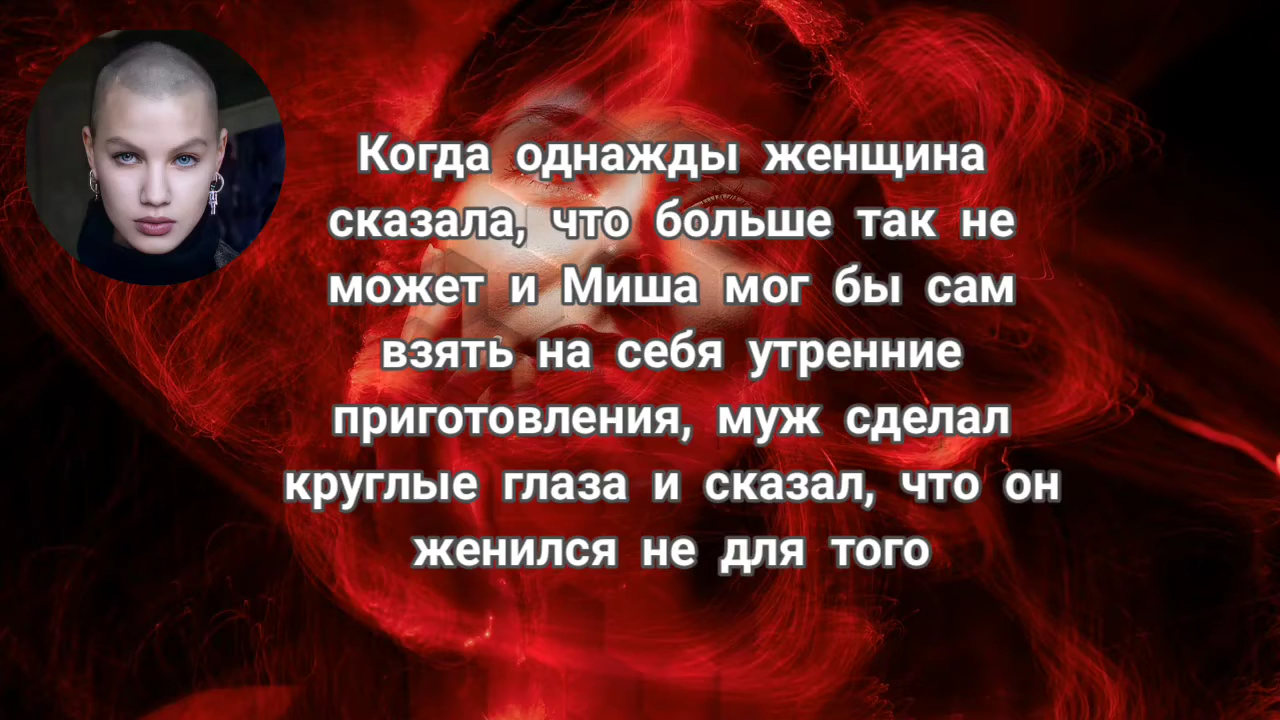 Когда однажды женщина
сказала, что больше так не
может и Миша мог бы сам
взять на себя утренние
приготовления, муж сделал
круглые глаза и сказал, что он
женился не для того